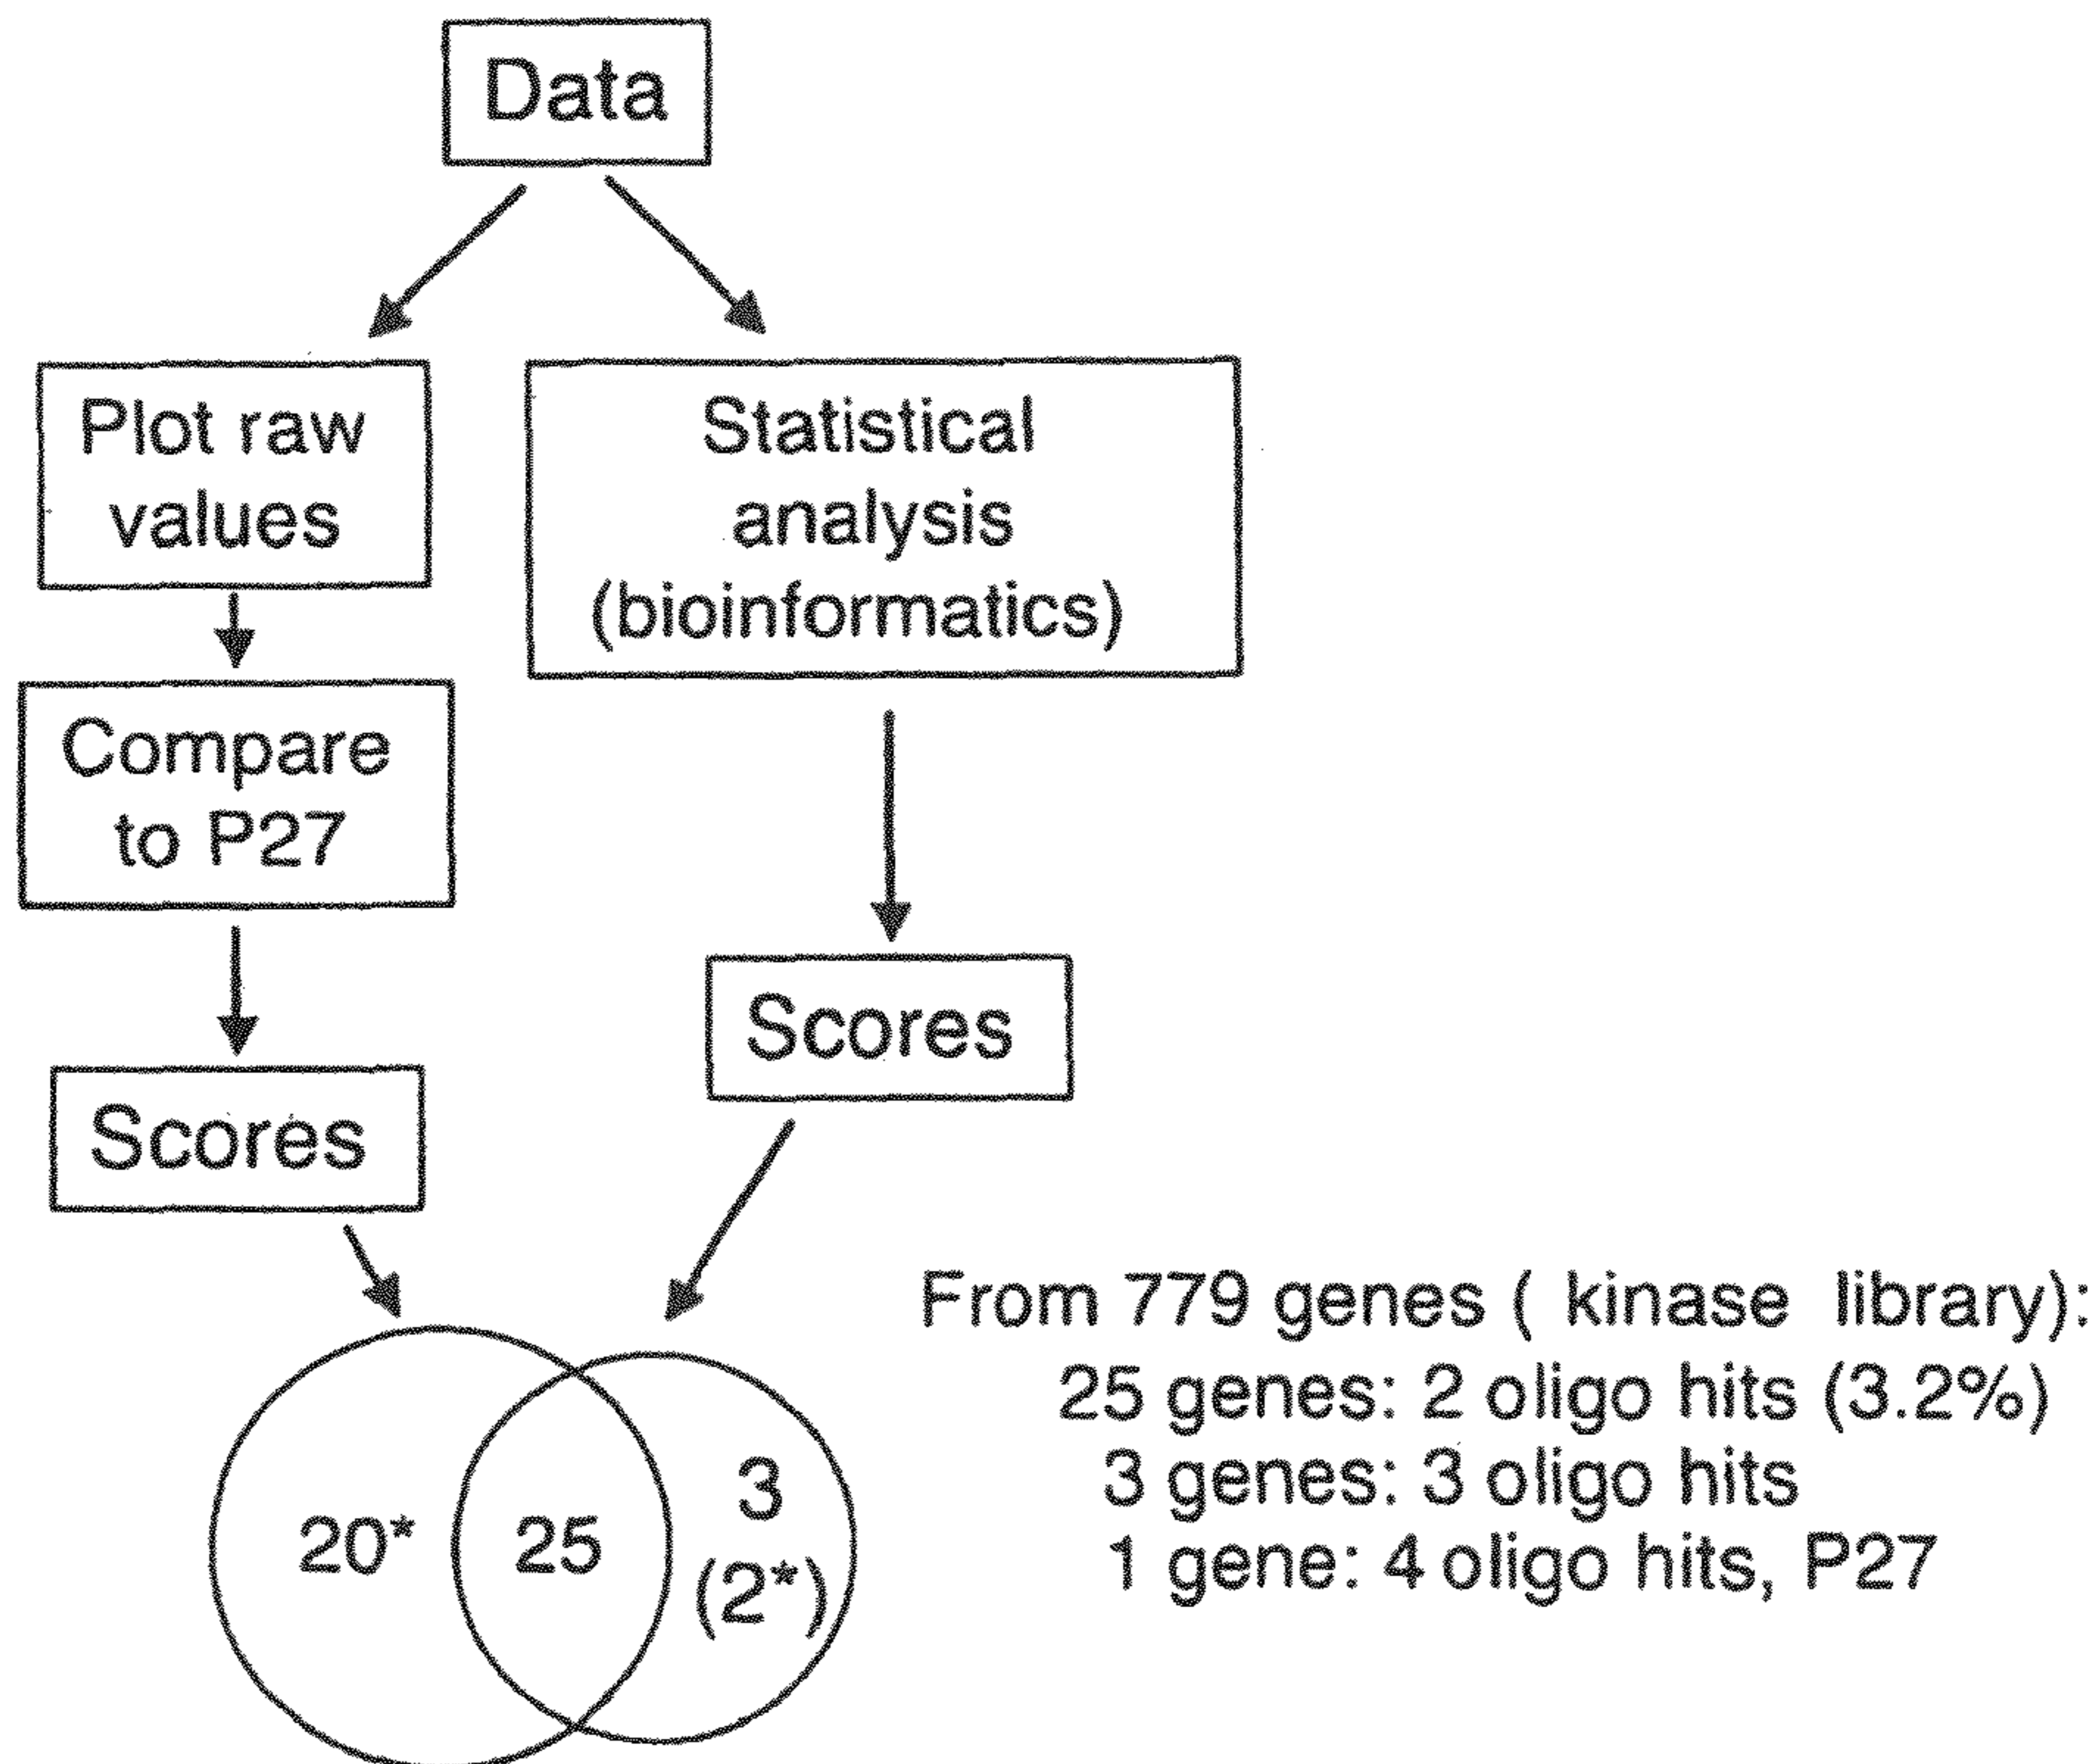 Data
Plot raw
values
Statistical
analysis
(bioinformatics)
Compare
to P27
Scores
Scores
20*
25
3
(2*)
From 779 genes ( kinase library):
25 genes: 2 oligo hits (3.2%)
3 genes: 3 oligo hits
1 gene: 4 oligo hits, P27